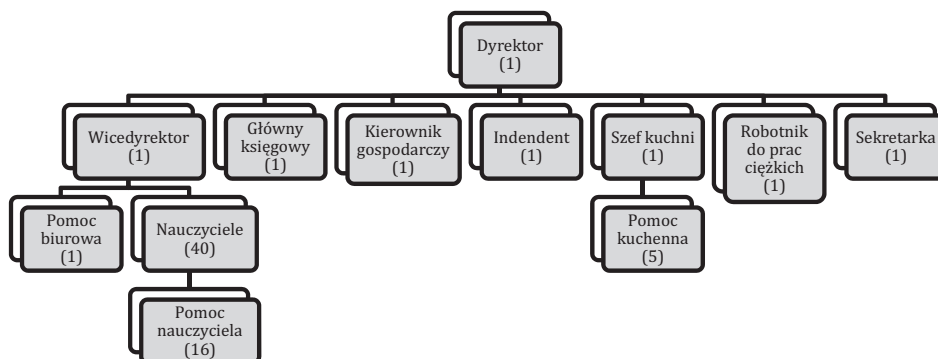 Dyrektor
(1)
Wicedyrektor
(1)
Główny
księgowy
(1)
Kierownik
gospodarczy
(1)
Indendent
(1)
Szef kuchni
(1)
Robotnik
do prac
ciężkich
(1)
Sekretarka
(1)
Pomoc
biurowa
(1)
Nauczyciele
(40)
Pomoc
kuchenna
(5)
Pomoc
nauczyciela
(16)